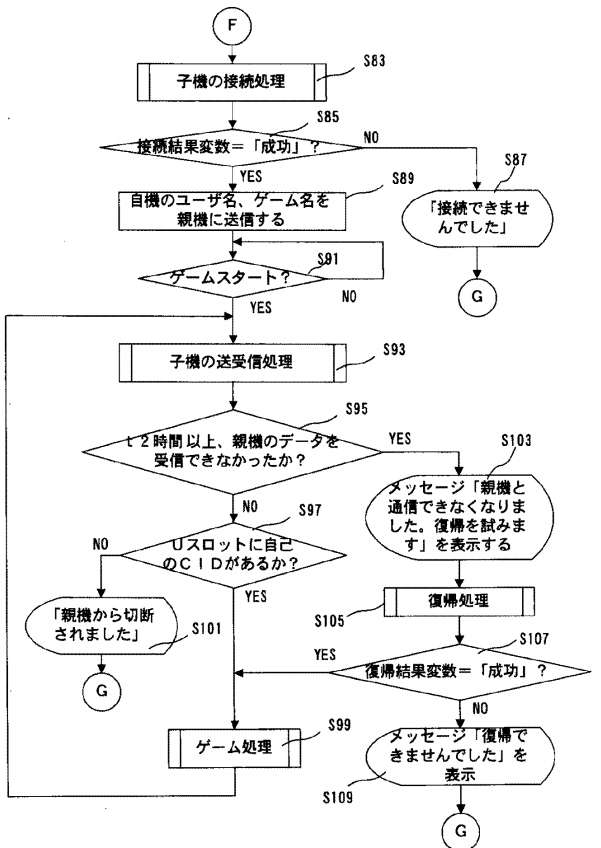 F
子機の接続処理
S83
接続結果変数=「成功」?
S85
NO
YES
自機のユーザ名、ゲーム名を
親機に送信する
S89
S87
「接続できませ
んでした」
G
ゲームスタート?
S91
NO
YES
子機の送受信処理
S93
t2時間以上、親機のデータを
受信できなかったか?
S95
YES
NO
S103
メッセージ「親機と
通信できなくなりま
した。復帰を試みま
す」を表示する
Uスロットに自己
のCIDがあるか?
S97
NO
YES
「親機から切断
されました」
S101
G
復帰処理
S105
復帰結果変数=「成功」?
S107
YES
NO
ゲーム処理
S99
メッセージ「復帰で
きませんでした」を
表示
S109
G